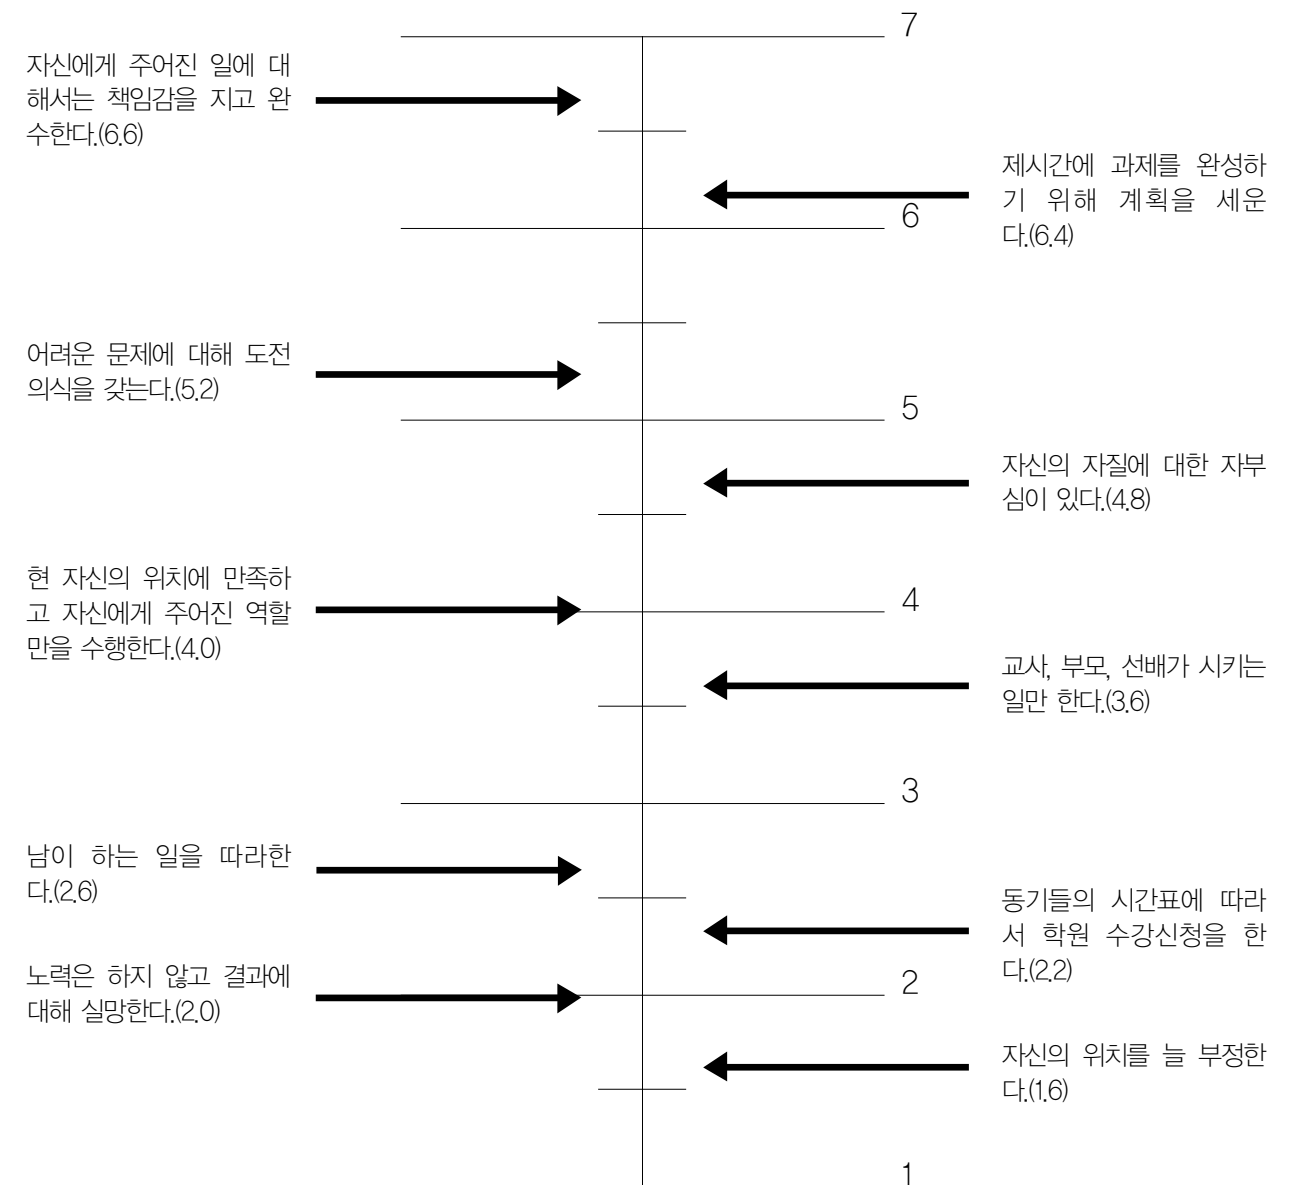 7
자신에게 주어진 일에 대
해서는 책임감을 지고 완
수한다.(6.6)
제시간에 과제를 완성하
기 위해 계획을 세운
다.(6.4)
6
어려운 문제에 대해 도전
의식을 갖는다.(5.2)
5
자신의 자질에 대한 자부
심이 있다.(4.8)
현 자신의 위치에 만족하
고 자신에게 주어진 역할
만을 수행한다.(4.0)
4
교사, 부모, 선배가 시키는
일만 한다.(3.6)
3
남이 하는 일을 따라한
다.(2.6)
동기들의 시간표에 따라
서 학원 수강신청을 한
다.(2.2)
노력은 하지 않고 결과에
대해 실망한다.(2.0)
2
자신의 위치를 늘 부정한
다.(1.6)
1